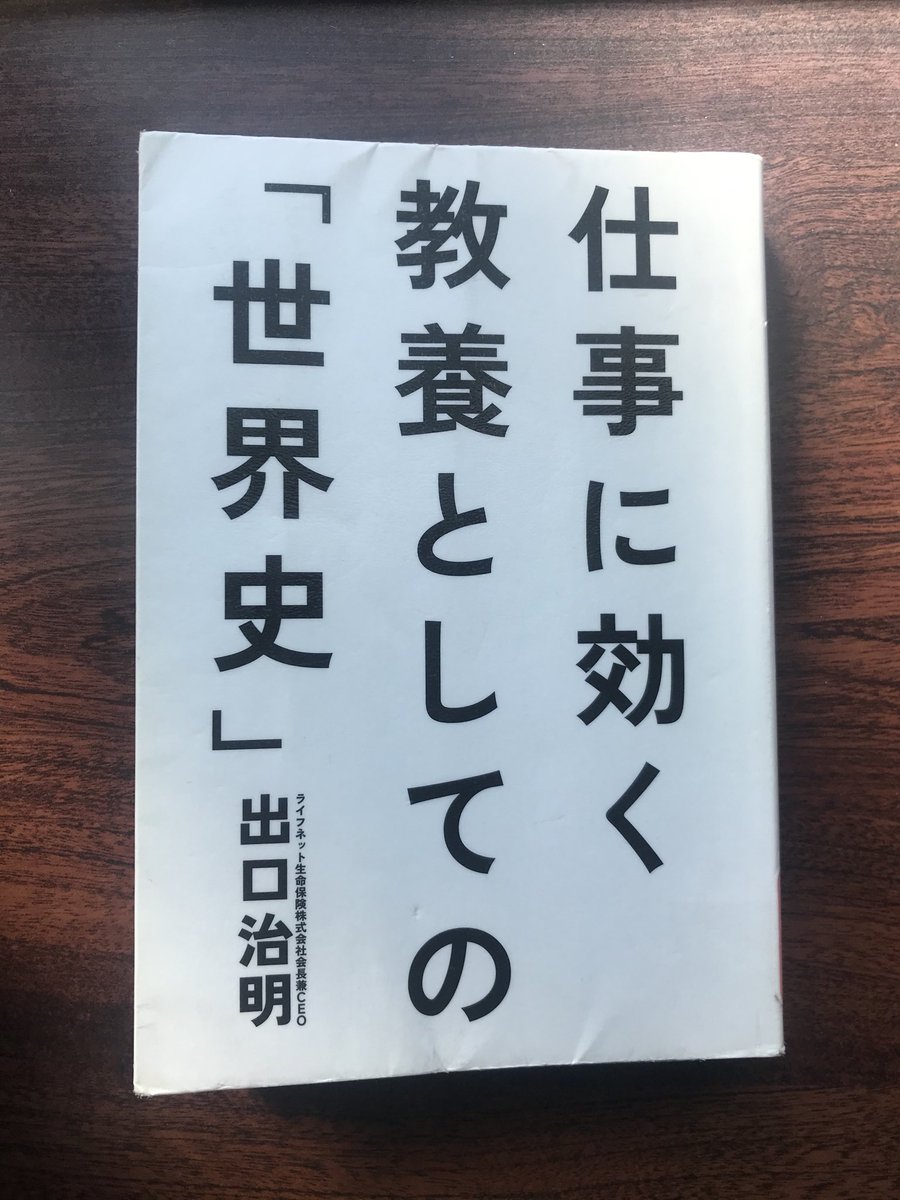 仕事に効く
教養としての
「世界史」
ライフネット生命保険株式会社会長兼CEO
出口治明